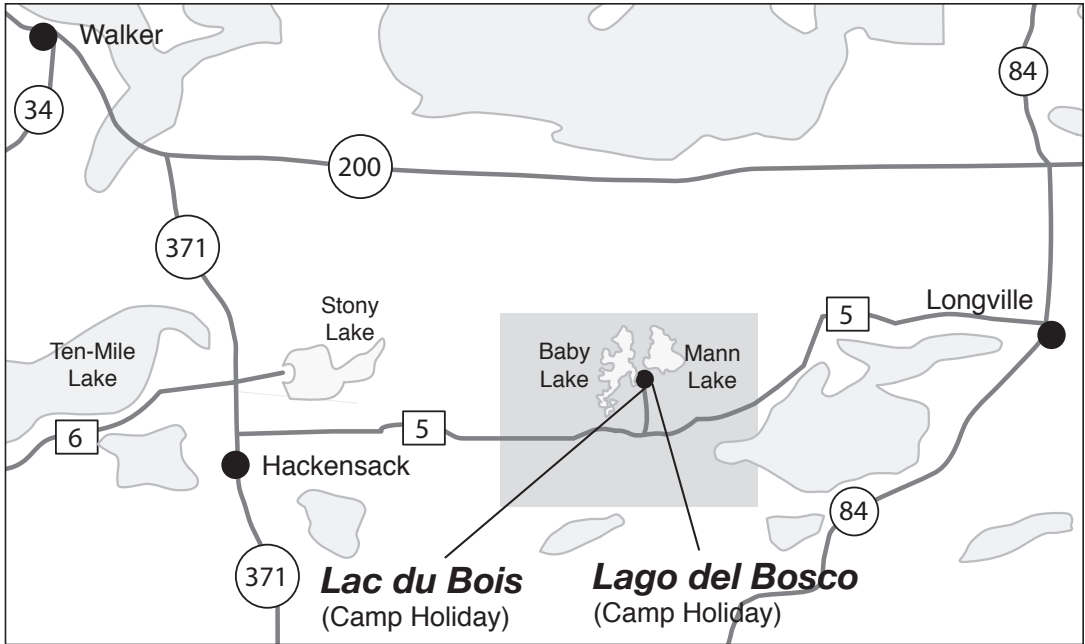 Walker
84
34
200
371
Stony
Lake
Longville
5
Ten-Mile
Lake
Baby
Lake
Mann
Lake
6
5
Hackensack
84
371
Lac du Bois
(Camp Holiday)
Lago del Bosco
(Camp Holiday)